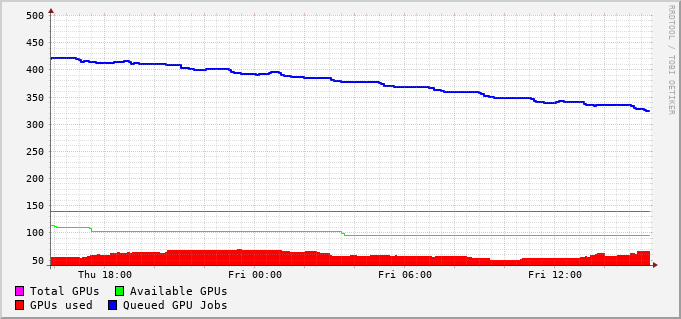 500
450
400
350
300
250
200
150
100
50
Thu 18:00 Fri 00:00 Fri 06:00 Fri 12:00
Total GPUs Available GPUs
GPUs used Queued GPU Jobs
RRDTOOL / TOBI OETIKER